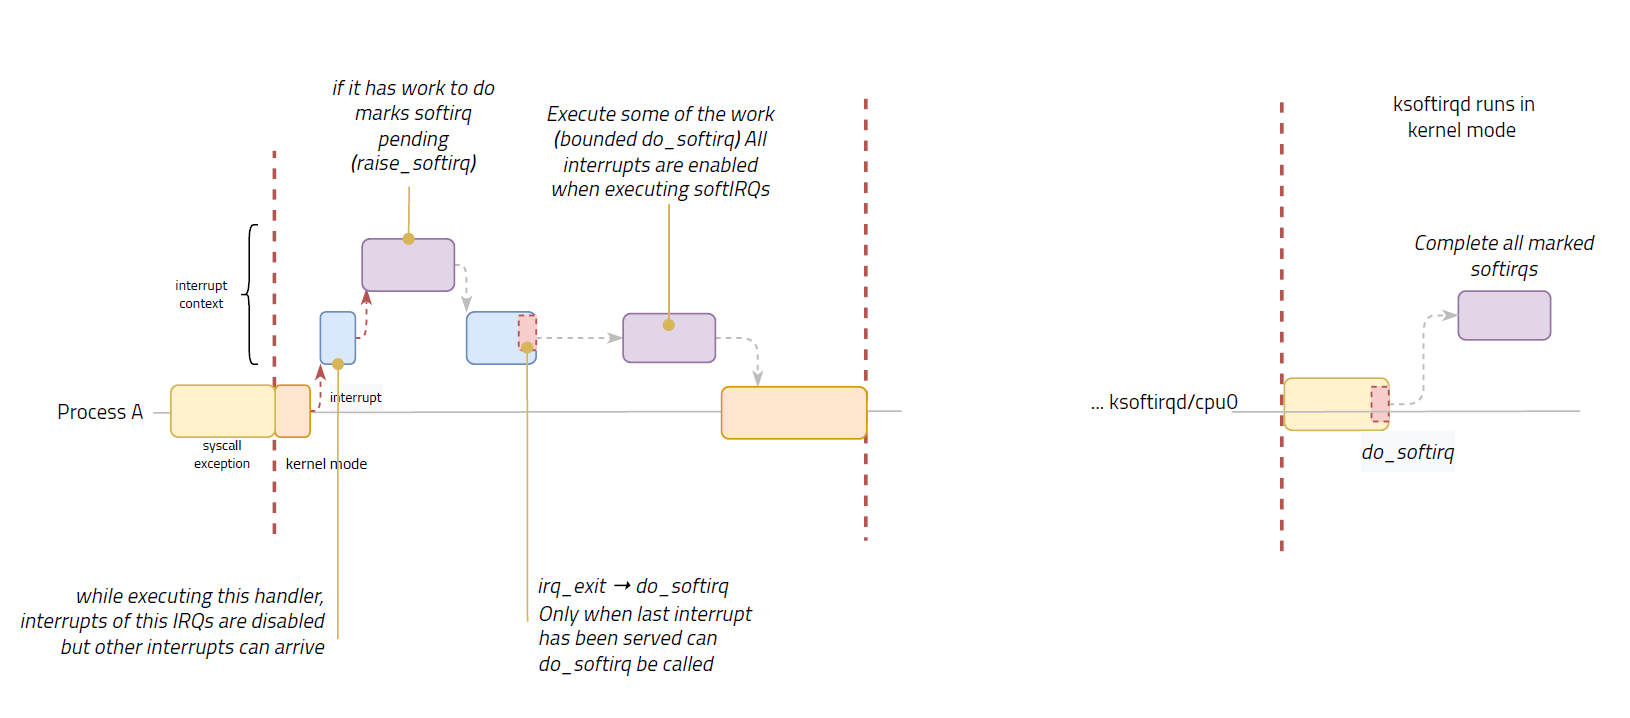 if it has work to do
marks softirq
pending
(raise_softirq)
Execute some of the work
(bounded do_softirq) All
interrupts are enabled
when executing softIRQs
ksoftirqd runs in
kernel mode
Complete all marked
softirqs
interrupt
context
interrupt
Process A
... ksoftirqd/cpu0
syscall
exception
kernel mode
do_softirq
while executing this handler,
interrupts of this IRQs are disabled
but other interrupts can arrive
irq_exit → do_softirq
Only when last interrupt
has been served can
do_softirq be called